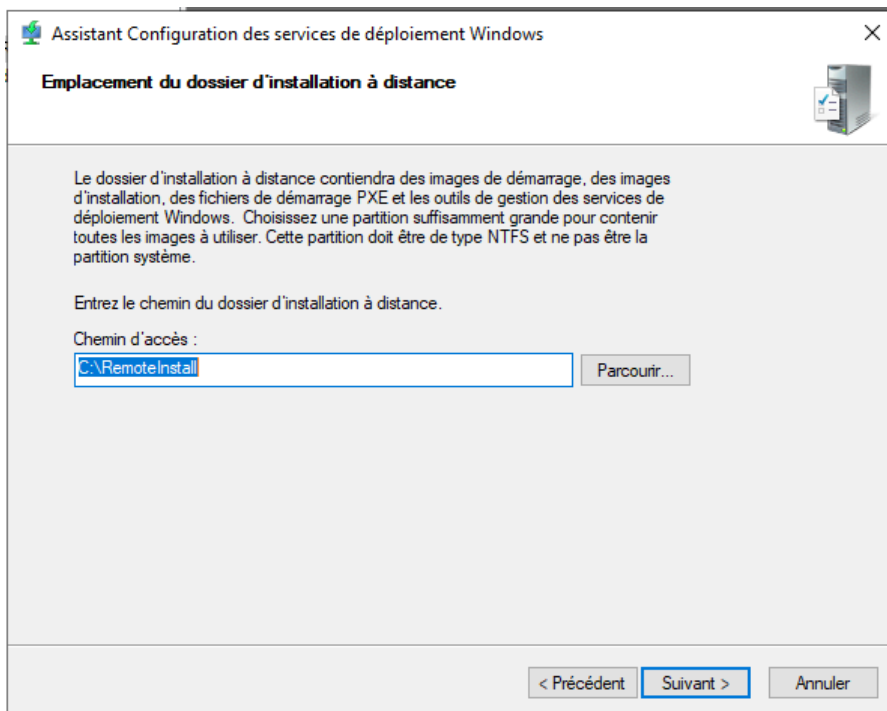 Assistant Configuration des services de déploiement Windows
Emplacement du dossier d'installation à distance
Le dossier d'installation à distance contiendra des images de démarrage, des images
d'installation, des fichiers de démarrage PXE et les outils de gestion des services de
déploiement Windows.  Choisissez une partition suffisamment grande pour contenir
toutes les images à utiliser. Cette partition doit être de type NTFS et ne pas être la
partition système.
Entrez le chemin du dossier d'installation à distance.
Chemin d'accès :
C:\RemoteInstall
Parcourir...
< Précédent
Suivant >
Annuler